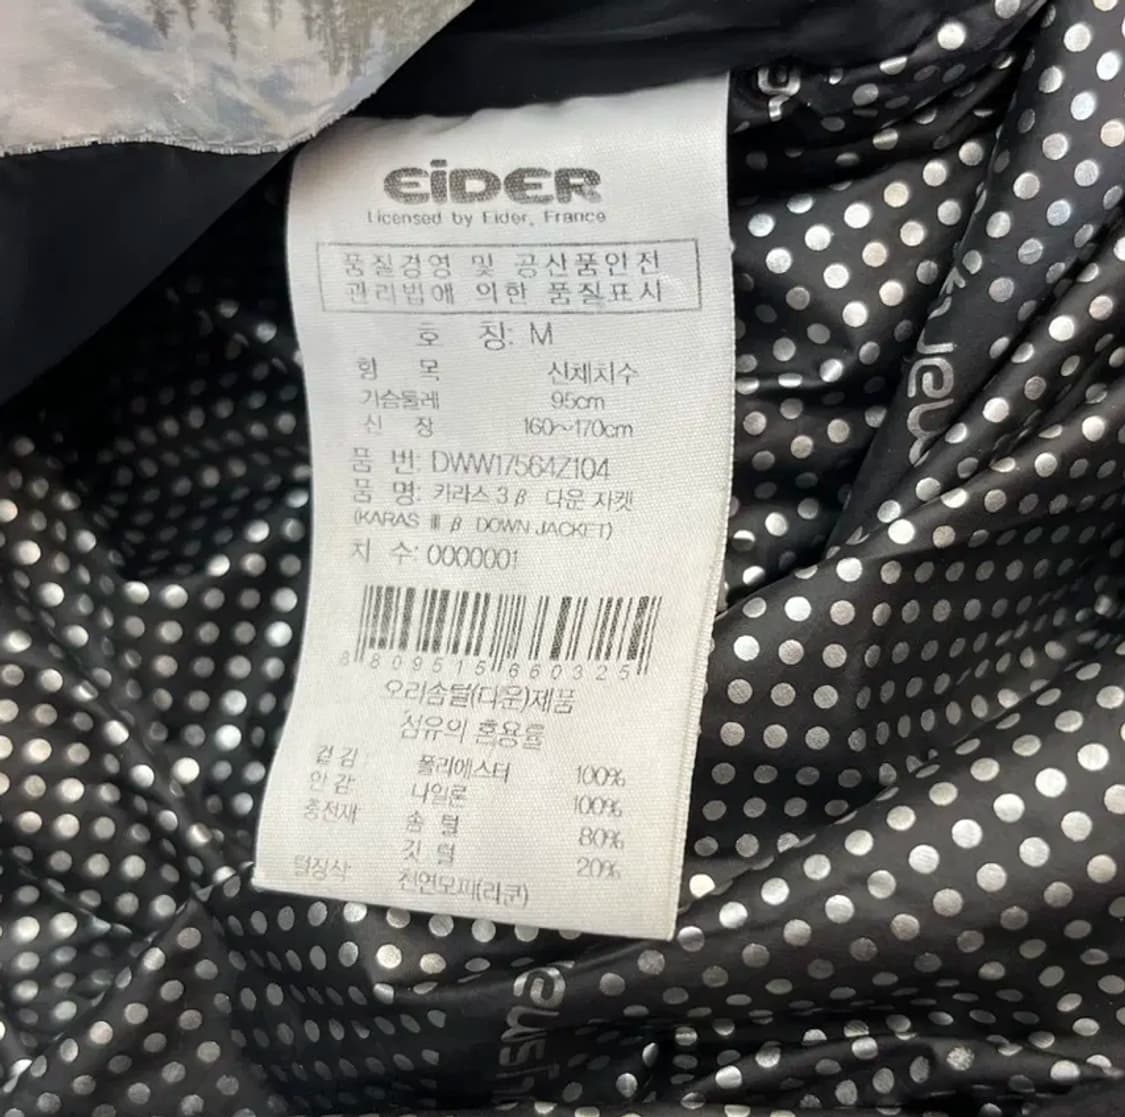 EiDER
Licensed by Eider, France
품질경영 및 공산품안전
관리법에 의한 품질표시
호 칭: M
항 목 신체치수
가슴둘레 95cm
신 장 160~170cm
품 번: DWW17564Z104
품 명: 카라스 3 β 다운 자켓
(KARAS Ⅲ β DOWN JACKET)
치 수: 0000001
8 809515 660325
오리솜털(다운)제품
섬유의 혼용률
겉감: 폴리에스터 100%
안감 나일론 100%
충전재: 솜 털 80%
깃 털 20%
털장식: 천연모피(라쿤)